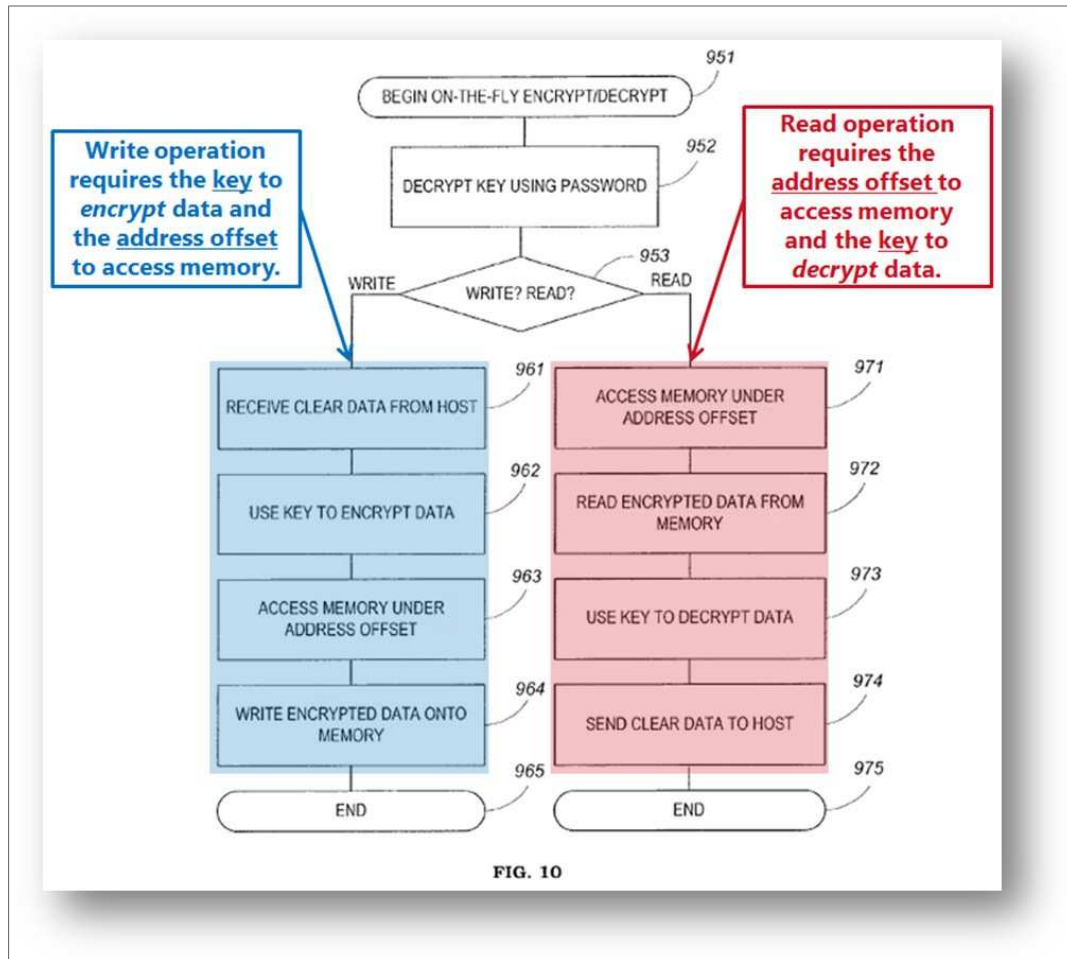 951
BEGIN ON-THE-FLY ENCRYPT/DECRYPT
Write operation
requires the key to
encrypt data and
the address offset
to access memory.
Read operation
requires the
address offset to
access memory
and the key to
decrypt data.
952
DECRYPT KEY USING PASSWORD
953
WRITE
WRITE? READ?
READ
961
RECEIVE CLEAR DATA FROM HOST
962
USE KEY TO ENCRYPT DATA
963
ACCESS MEMORY UNDER
ADDRESS OFFSET
964
WRITE ENCRYPTED DATA ONTO
MEMORY
965
END
971
ACCESS MEMORY UNDER
ADDRESS OFFSET
972
READ ENCRYPTED DATA FROM
MEMORY
973
USE KEY TO DECRYPT DATA
974
SEND CLEAR DATA TO HOST
975
END
FIG. 10